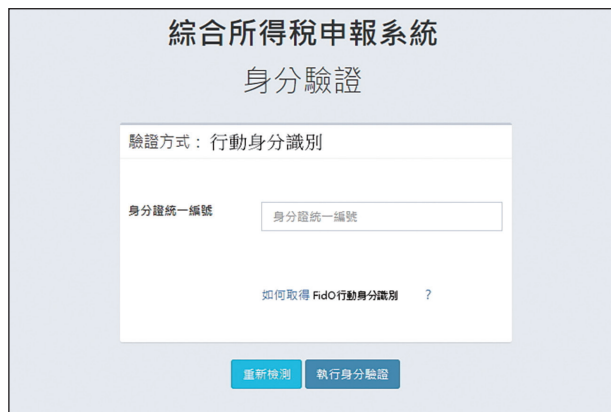 綜合所得稅申報系統
身分驗證
驗證方式：行動身分識別
身分證統一編號 身分證統一編號
如何取得 FidO行動身分識別 ?
重新檢測 執行身分驗證